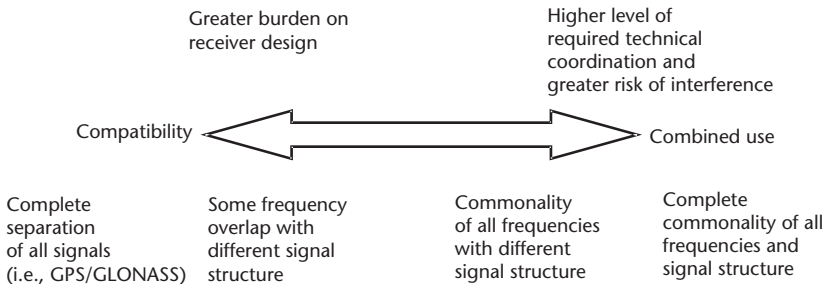 Greater burden on
receiver design
Higher level of
required technical
coordination and
greater risk of interference
Compatibility
Combined use
Complete
separation
of all signals
(i.e., GPS/GLONASS)
Some frequency
overlap with
different signal
structure
Commonality
of all frequencies
with different
signal structure
Complete
commonality of all
frequencies and
signal structure